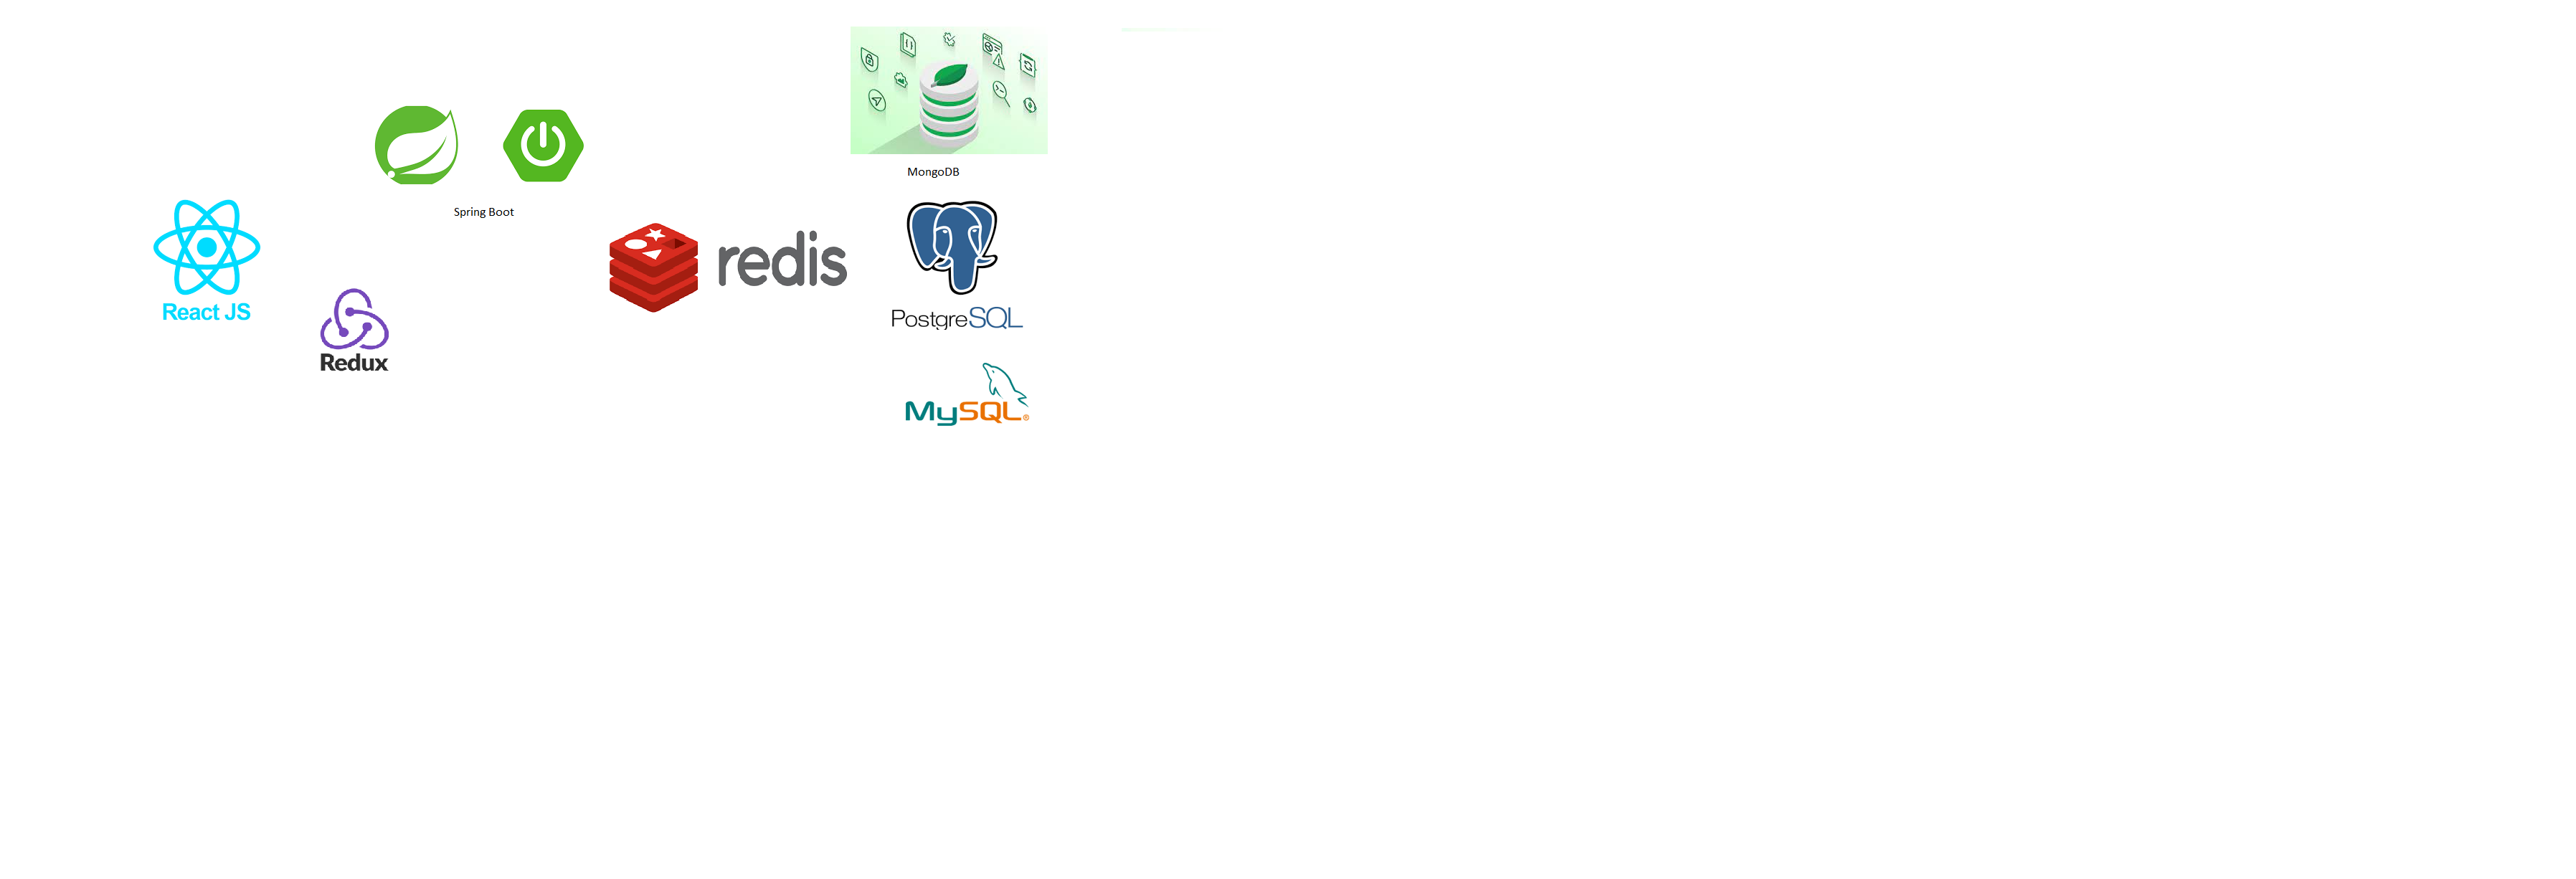 MongoDB
Spring Boot
React JS
redis
PostgreSQL
Redux
MySQL®